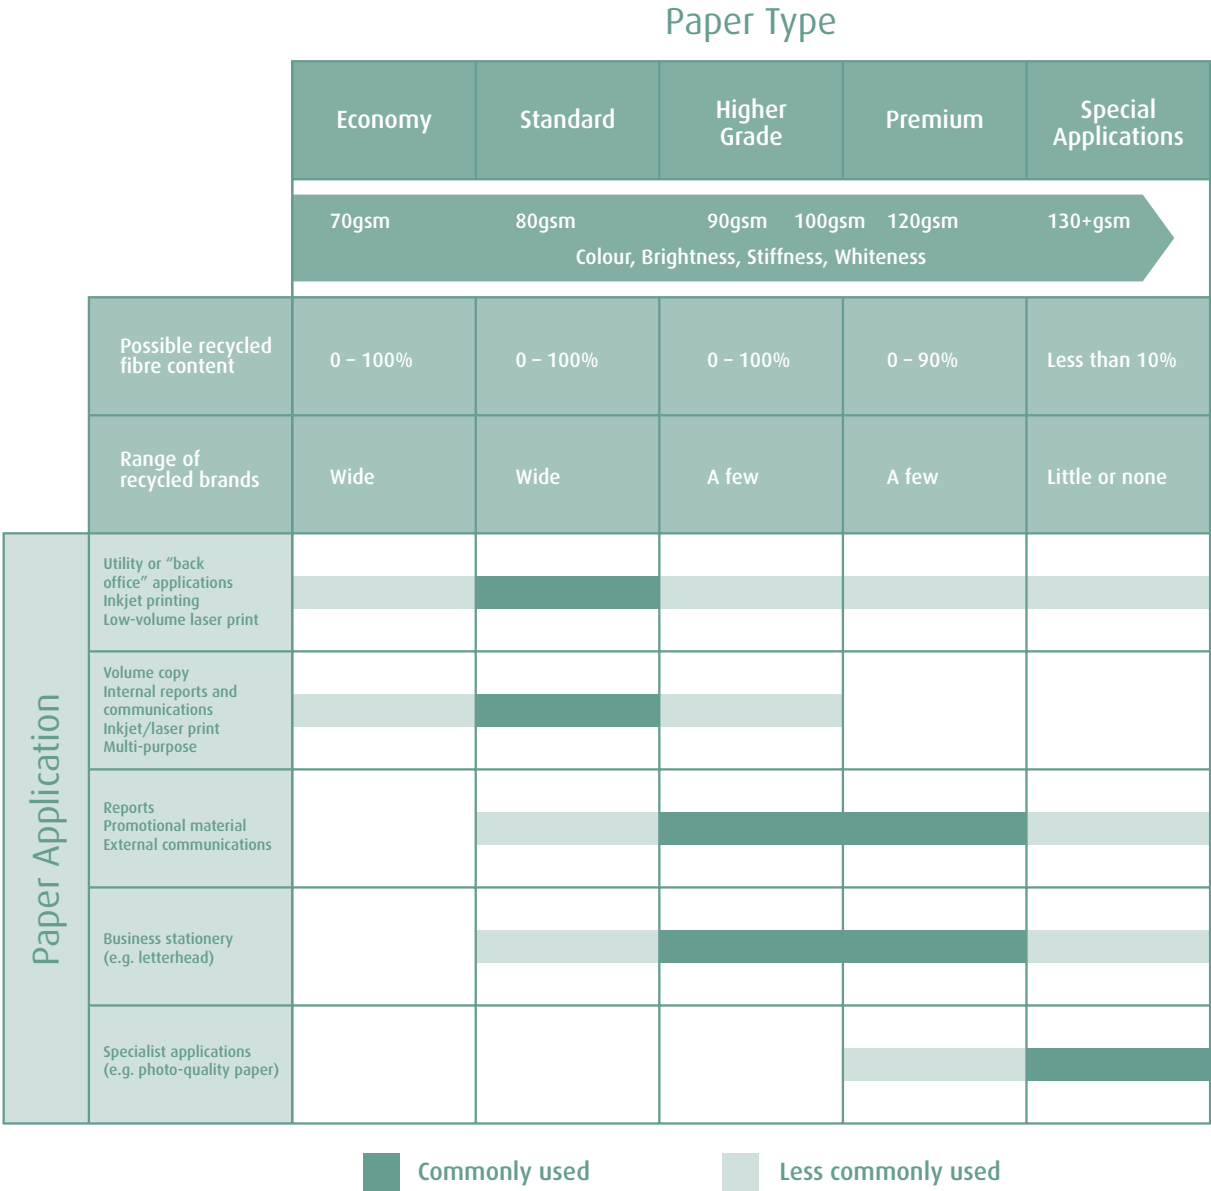 Paper Type
Economy
Standard
Higher
Grade
Premium
Special
Applications
70gsm 80gsm 90gsm 100gsm 120gsm 130+gsm
Colour, Brightness, Stiffness, Whiteness
Possible recycled
fibre content
0 – 100%
0 – 100%
0 – 100%
0 – 90%
Less than 10%
Range of
recycled brands
Wide
Wide
A few
A few
Little or none
Paper Application
Utility or “back
office” applications
Inkjet printing
Low-volume laser print
Volume copy
Internal reports and
communications
Inkjet/laser print
Multi-purpose
Reports
Promotional material
External communications
Business stationery
(e.g. letterhead)
Specialist applications
(e.g. photo-quality paper)
Commonly used
Less commonly used